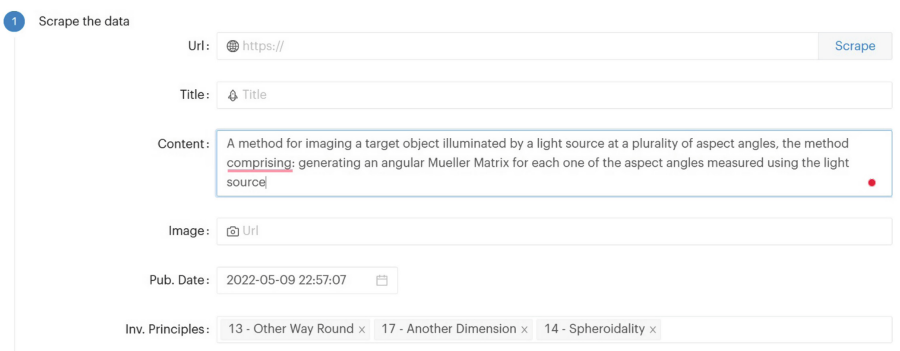 1 Scrape the data
Url: https:// Scrape
Title: Title
Content: A method for imaging a target object illuminated by a light source at a plurality of aspect angles, the method
comprising: generating an angular Mueller Matrix for each one of the aspect angles measured using the light
source
Image: Url
Pub. Date: 2022-05-09 22:57:07
Inv. Principles: 13 - Other Way Round × 17 - Another Dimension × 14 - Spheroidality ×